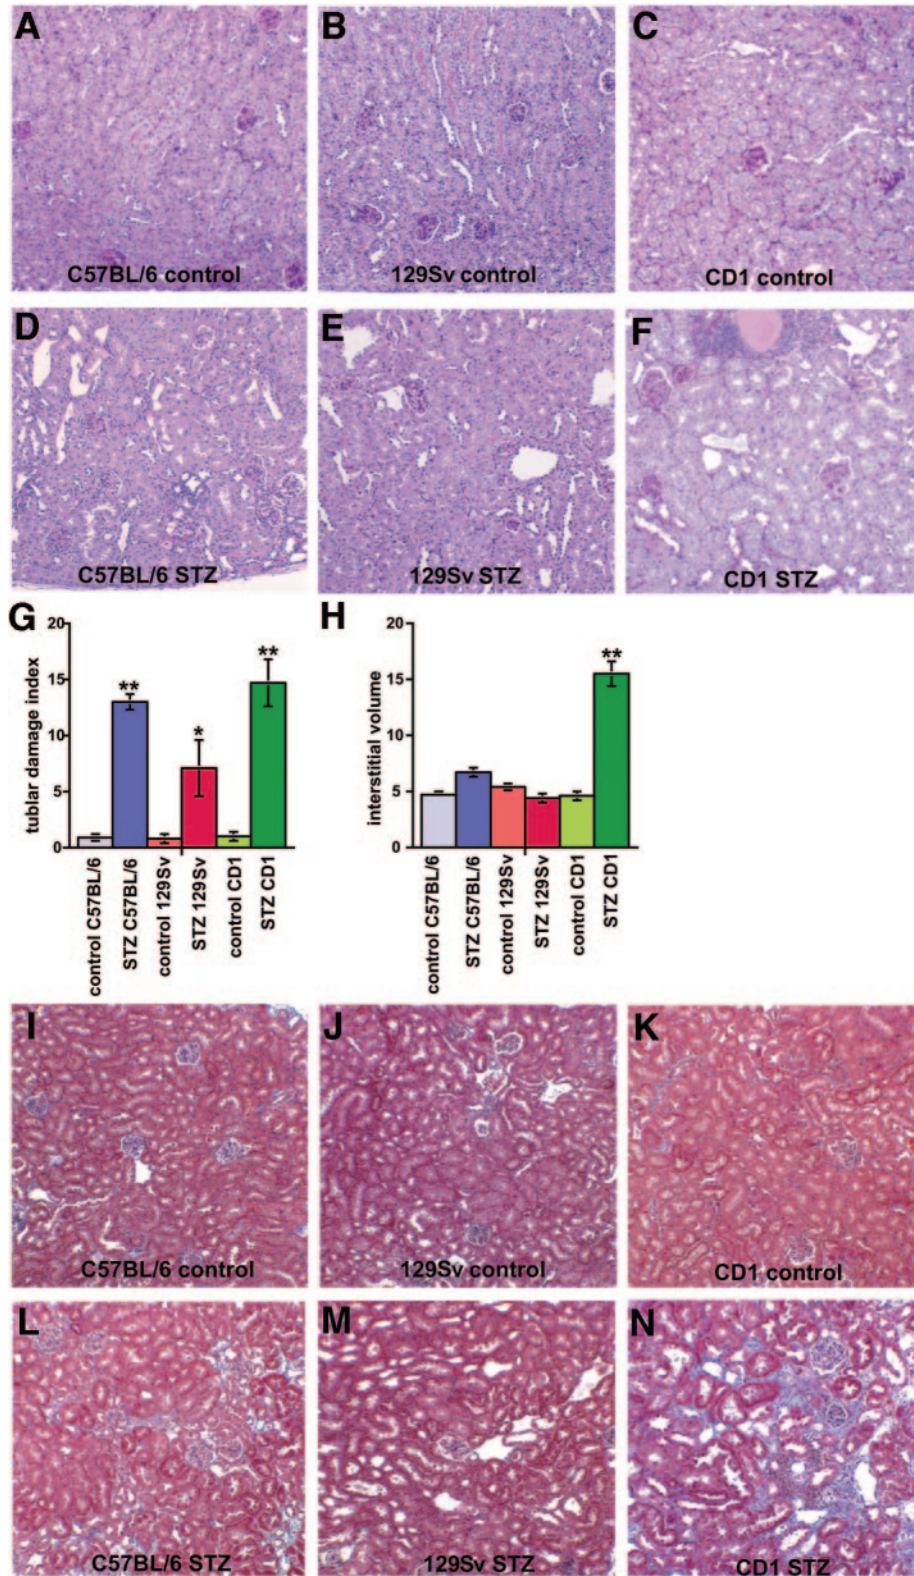 A
B
C
C57BL/6 control
129Sv control
CD1 control
D
E
F
C57BL/6 STZ
129Sv STZ
CD1 STZ
G
H
tublar damage index
20
15
10
5
0
**
*
**
control C57BL/6
STZ C57BL/6
control 129Sv
STZ 129Sv
control CD1
STZ CD1
interstitial volume
20
15
10
5
0
**
control C57BL/6
STZ C57BL/6
control 129Sv
STZ 129Sv
control CD1
STZ CD1
I
J
K
C57BL/6 control
129Sv control
CD1 control
L
M
N
C57BL/6 STZ
129Sv STZ
CD1 STZ